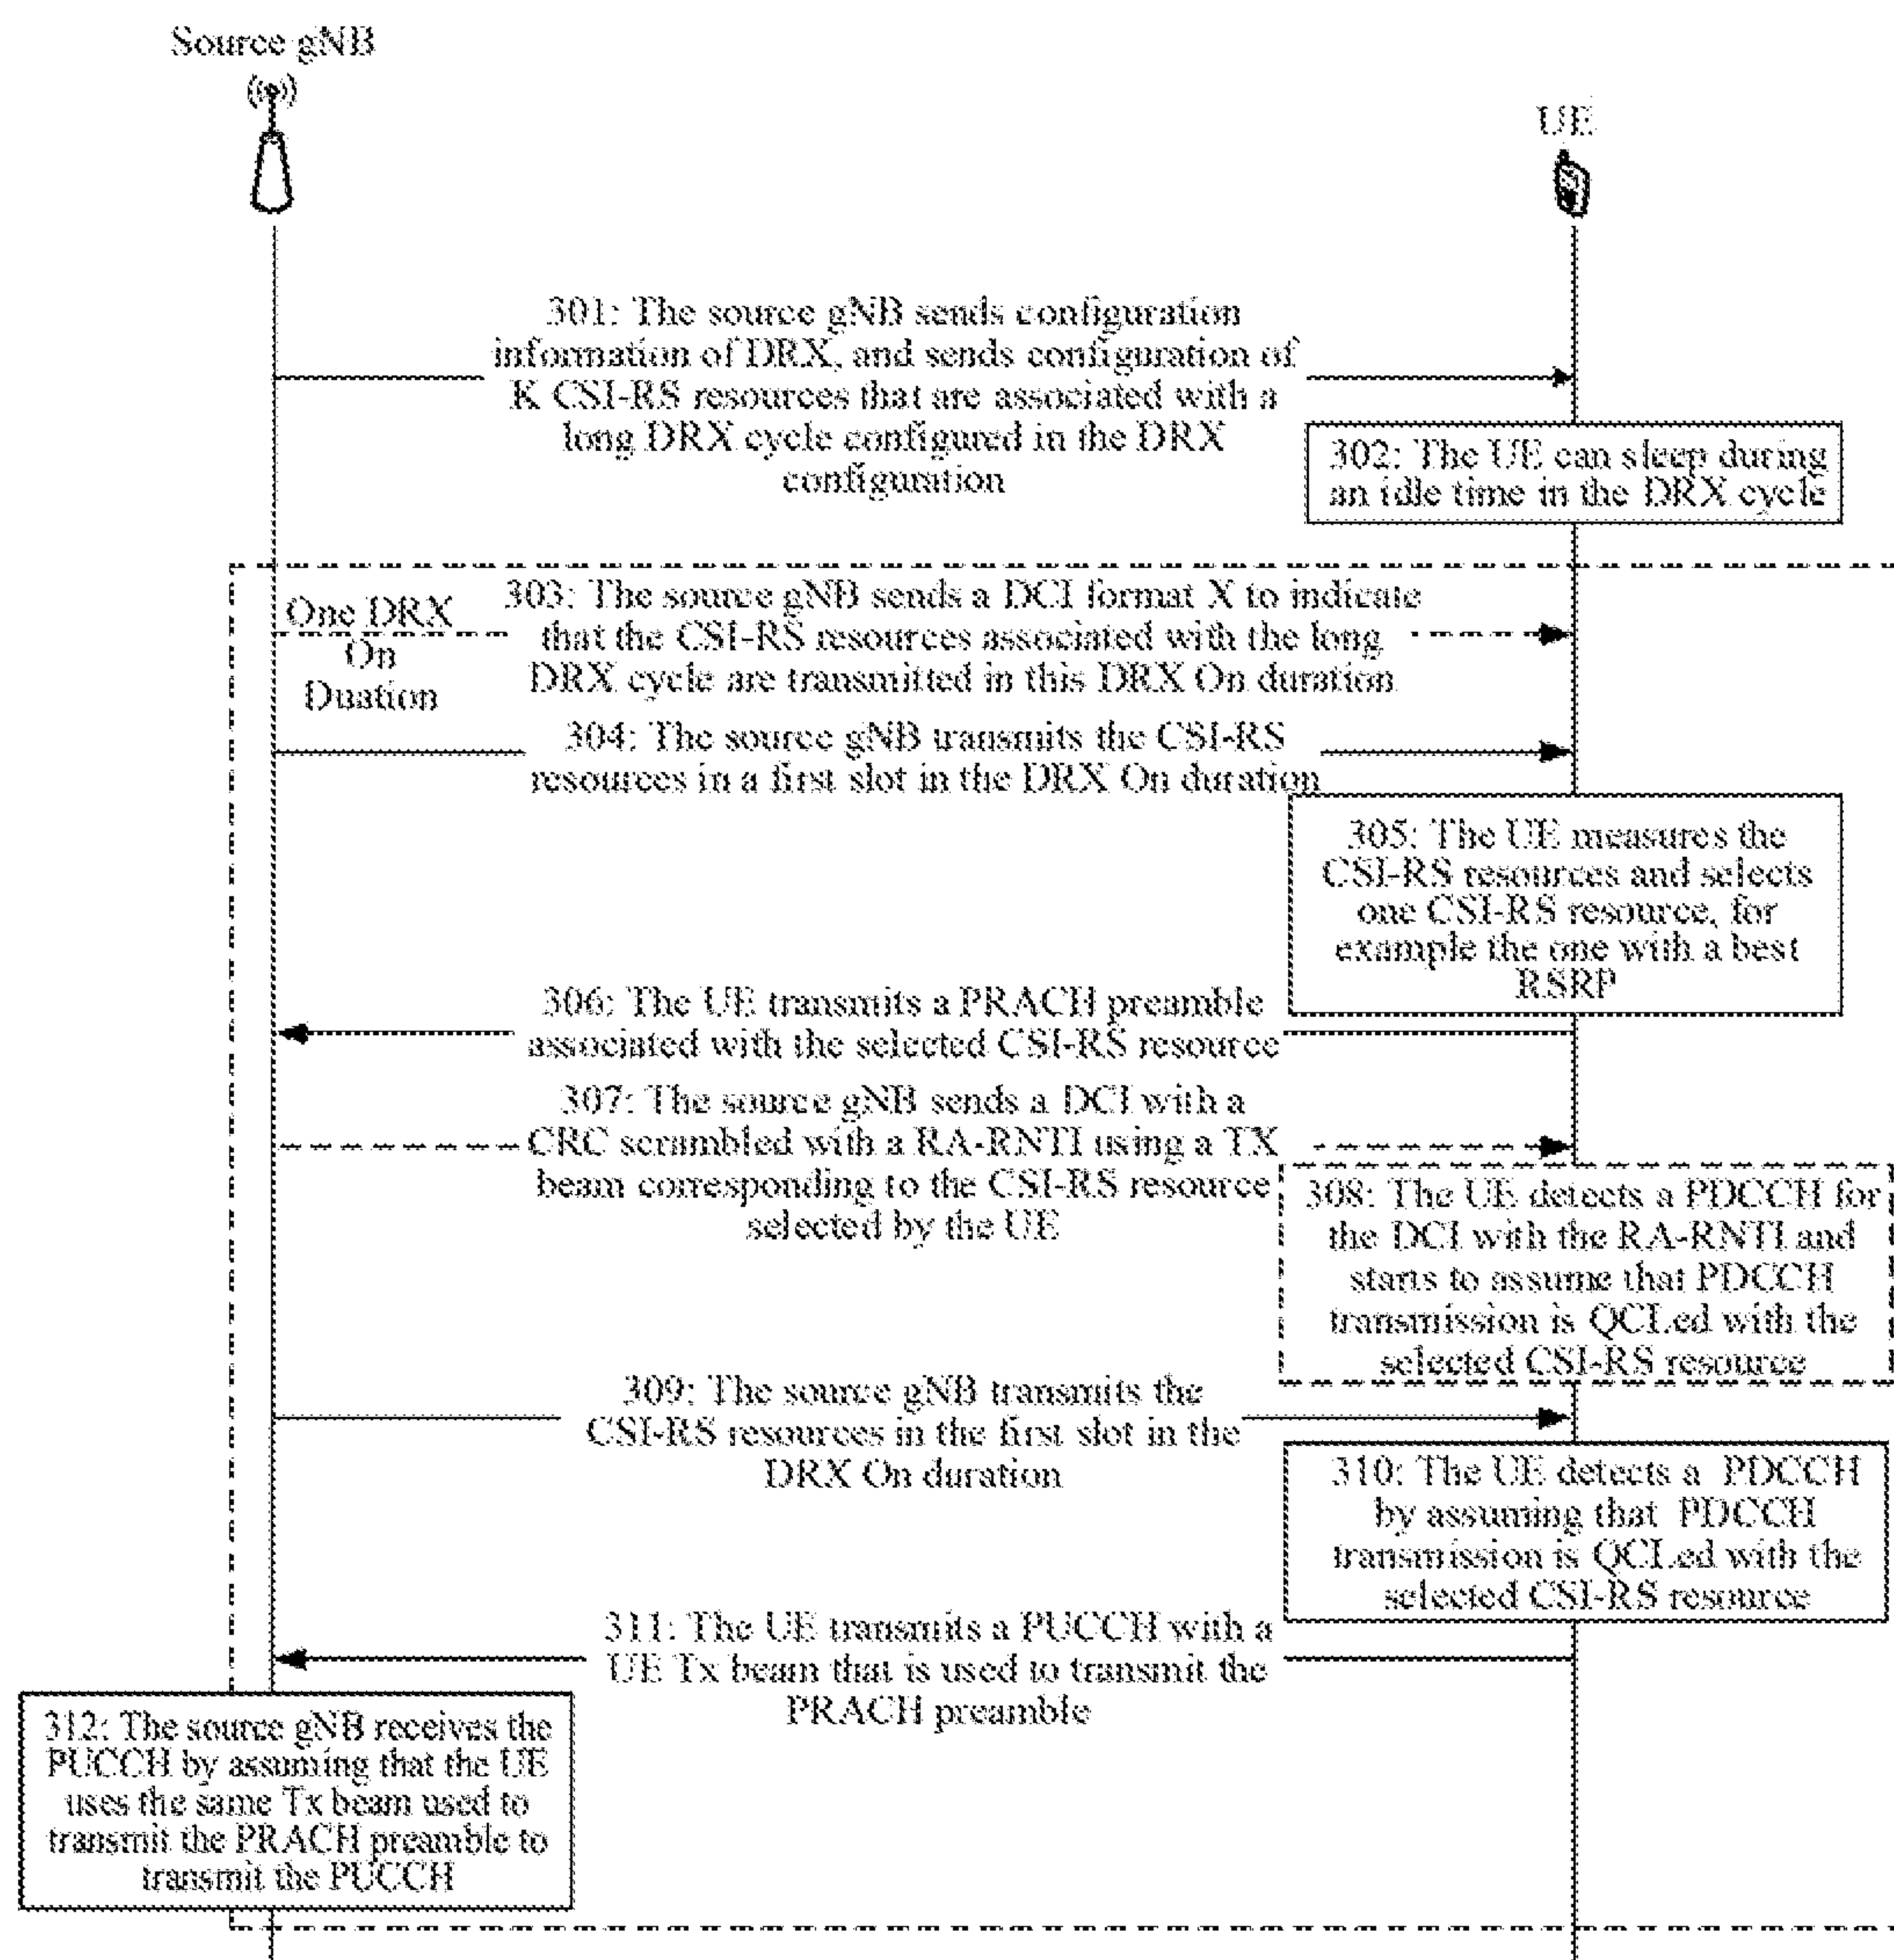 Source gNB
UE
301: The source gNB sends configuration
information of DRX, and sends configuration of
K CSI-RS resources that are associated with a
long DRX cycle configured in the DRX
configuration
302: The UE can sleep during
an idle time in the DRX cycle
One DRX
On
Duation
303: The source gNB sends a DCI format X to indicate
that the CSI-RS resources associated with the long
DRX cycle are transmitted in this DRX On duration
304: The source gNB transmits the CSI-RS
resources in a first slot in the DRX On duration
305: The UE measures the
CSI-RS resources and selects
one CSI-RS resource, for
example the one with a best
RSRP
306: The UE transmits a PRACH preamble
associated with the selected CSI-RS resource
307: The source gNB sends a DCI with a
CRC scrambled with a RA-RNTI using a TX
beam corresponding to the CSI-RS resource
selected by the UE
308: The UE detects a PDCCH for
the DCI with the RA-RNTI and
starts to assume that PDCCH
transmission is QCLed with the
selected CSI-RS resource
309: The source gNB transmits the
CSI-RS resources in the first slot in the
DRX On duration
310: The UE detects a PDCCH
by assuming that PDCCH
transmission is QCLed with the
selected CSI-RS resource
311: The UE transmits a PUCCH with a
UE Tx beam that is used to transmit the
PRACH preamble
312: The source gNB receives the
PUCCH by assuming that the UE
uses the same Tx beam used to
transmit the PRACH preamble to
transmit the PUCCH